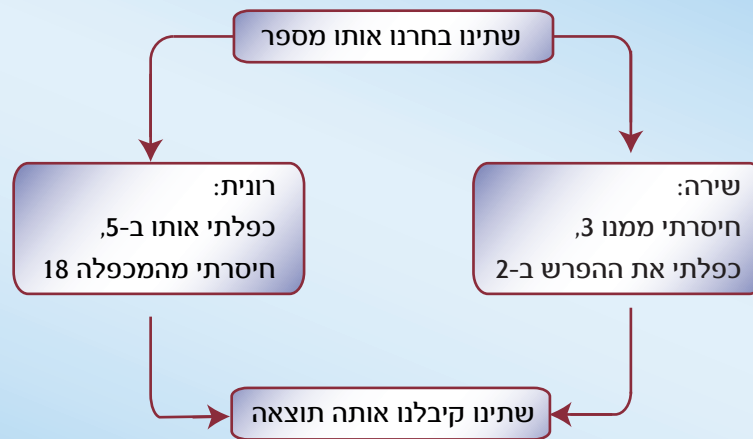 שתינו בחרנו אותו מספר
שירה:
חיסרתי ממנו 3,
כפלתי את ההפרש ב-2
רונית:
כפלתי אותו ב-5,
חיסרתי מהמכפלה 18
שתינו קיבלנו אותה תוצאה